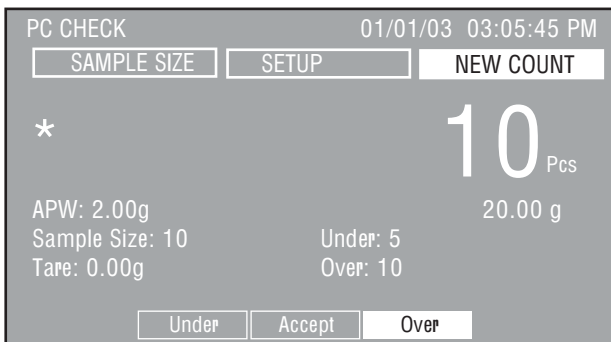 PC CHECK 01/01/03 03:05:45 PM
SAMPLE SIZE SETUP NEW COUNT
* 10 Pcs
APW: 2.00g 20.00 g
Sample Size: 10 Under: 5
Tare: 0.00g Over: 10
Under Accept Over